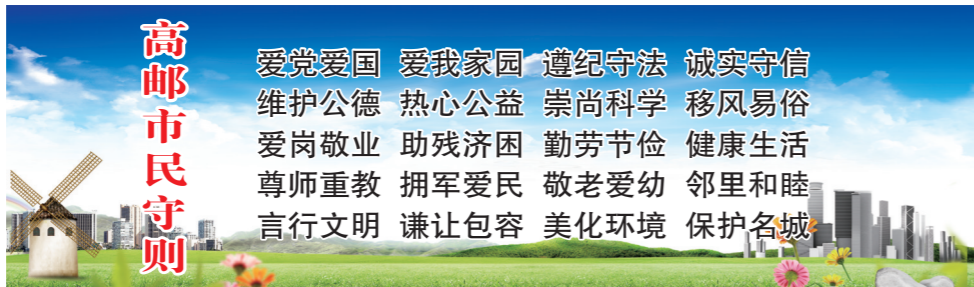 高邮市民守则
爱党爱国 爱我家园 遵纪守法 诚实守信
维护公德 热心公益 崇尚科学 移风易俗
爱岗敬业 助残济困 勤劳节俭 健康生活
尊师重教 拥军爱民 敬老爱幼 邻里和睦
言行文明 谦让包容 美化环境 保护名城